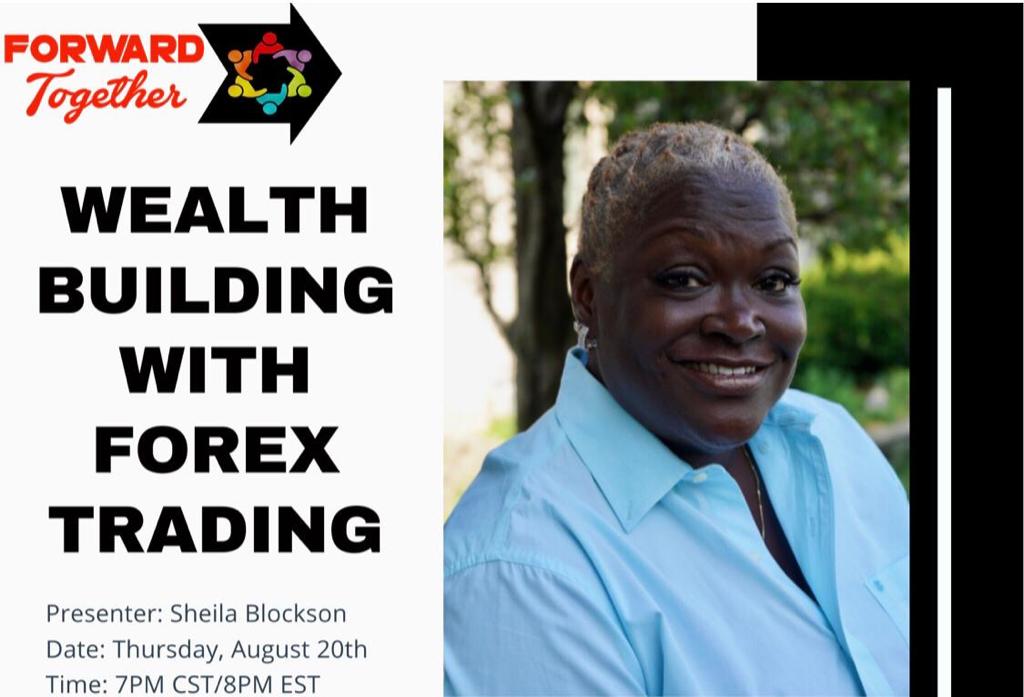 FORWARD
Together
WEALTH
BUILDING
WITH
FOREX
TRADING
Presenter: Sheila Blockson
Date: Thursday, August 20th
Time: 7PM CST/8PM EST